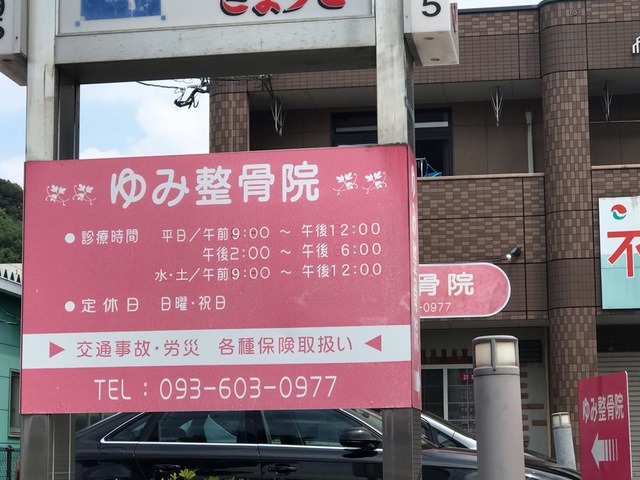 5
ゆみ整骨院
●診療時間 平日／午前9:00 ～ 午後12:00
午後2:00 ～ 午後 6:00
水・土／午前9:00 ～ 午後12:00
●定休日 日曜・祝日
交通事故・労災 各種保険取扱い
TEL：093-603-0977
骨院
-0977
ゆみ整骨院